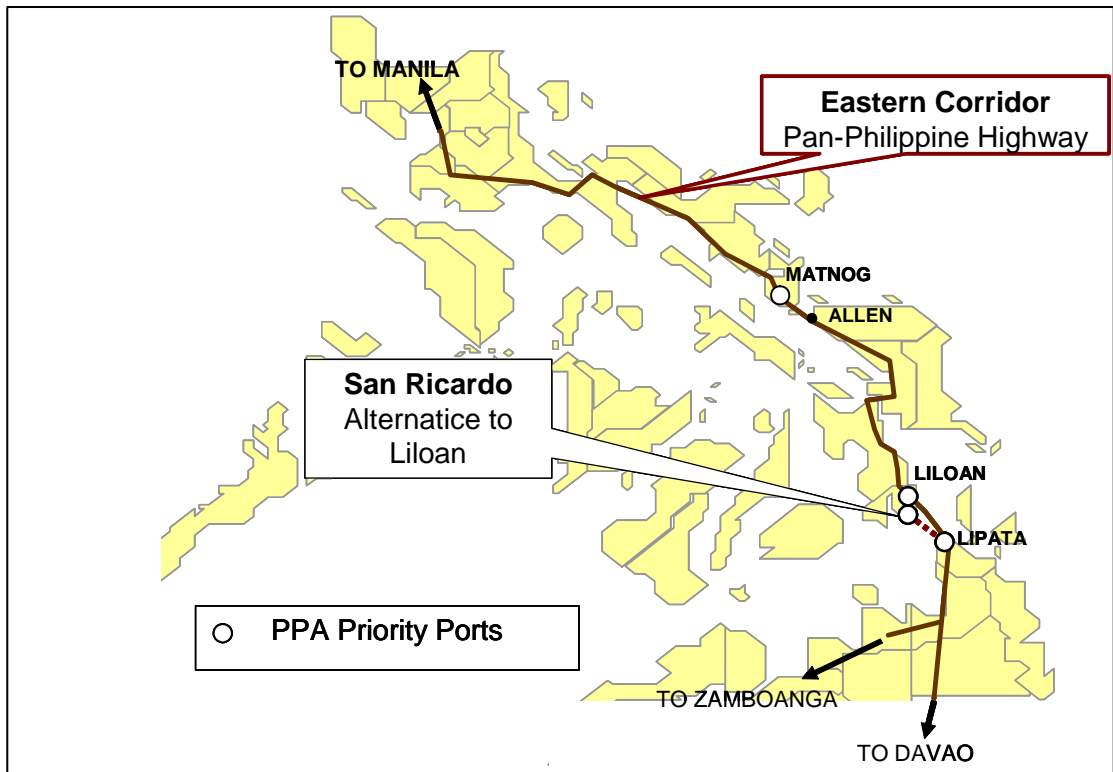 TO MANILA
Eastern Corridor
Pan-Philippine Highway
MATNOG
ALLEN
San Ricardo
Alternatice to
Liloan
LILOAN
LIPATA
PPA Priority Ports
TO ZAMBOANGA
TO DAVAO